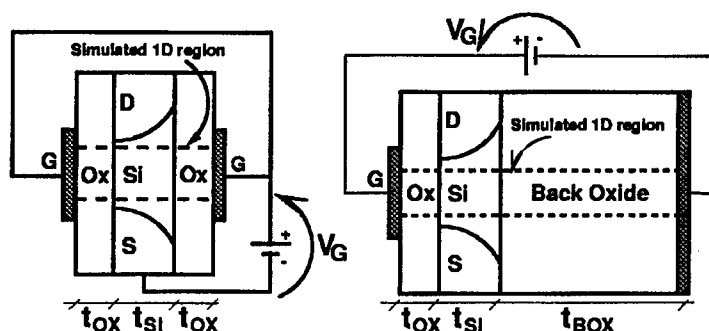 Simulated 1D region
D
G
Ox
Si
Ox
G
S
+
-
VG
tOX
tSI
tOX
VG
+
-
D
Simulated 1D region
G
Ox
Si
Back Oxide
S
tOX
tSI
tBOX